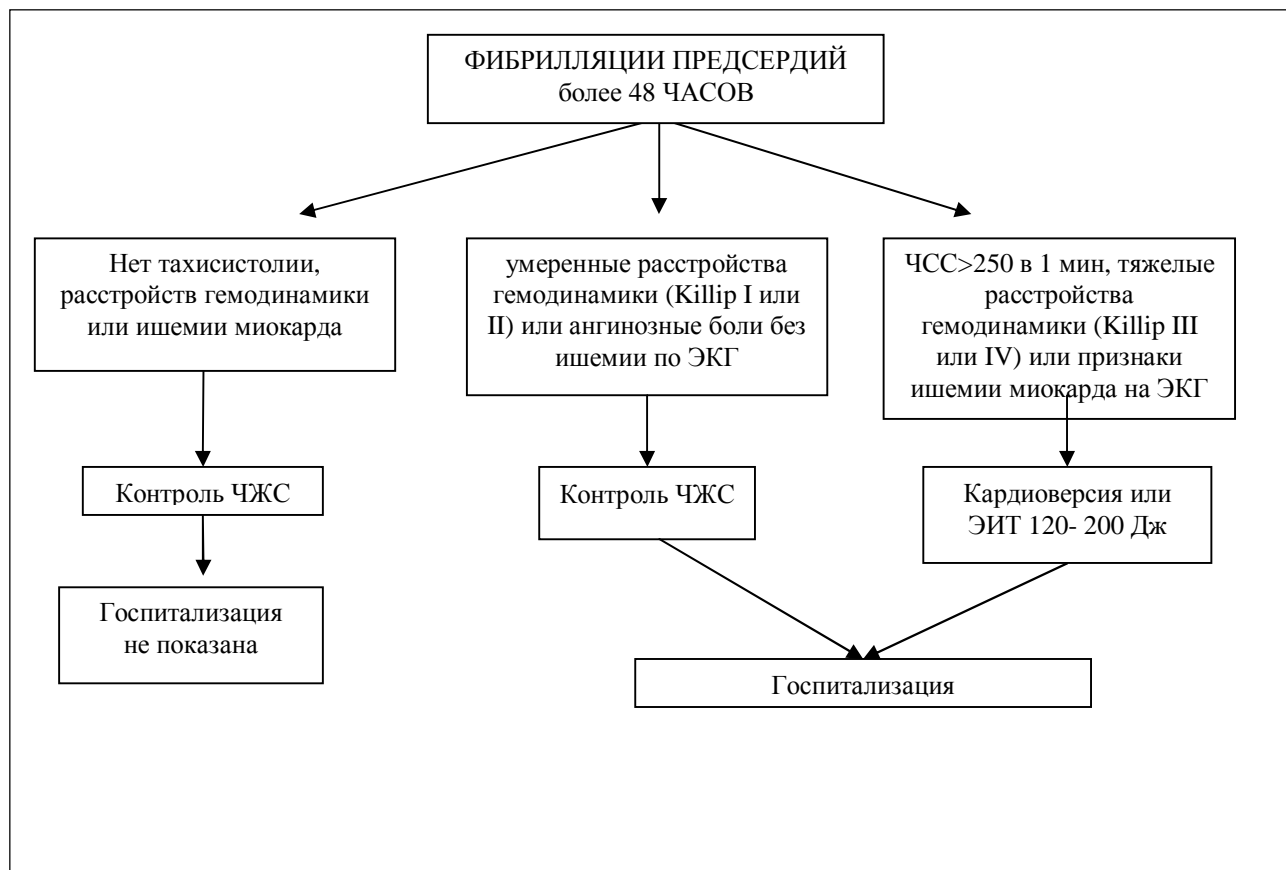 ФИБРИЛЛЯЦИИ ПРЕДСЕРДИЙ
более 48 ЧАСОВ
Нет тахисистолии,
расстройств гемодинамики
или ишемии миокарда
умеренные расстройства
гемодинамики (Killip I или
II) или ангинозные боли без
ишемии по ЭКГ
ЧСС>250 в 1 мин, тяжелые
расстройства
гемодинамики (Killip III
или IV) или признаки
ишемии миокарда на ЭКГ
Контроль ЧЖС
Контроль ЧЖС
Кардиоверсия или
ЭИТ 120- 200 Дж
Госпитализация
не показана
Госпитализация